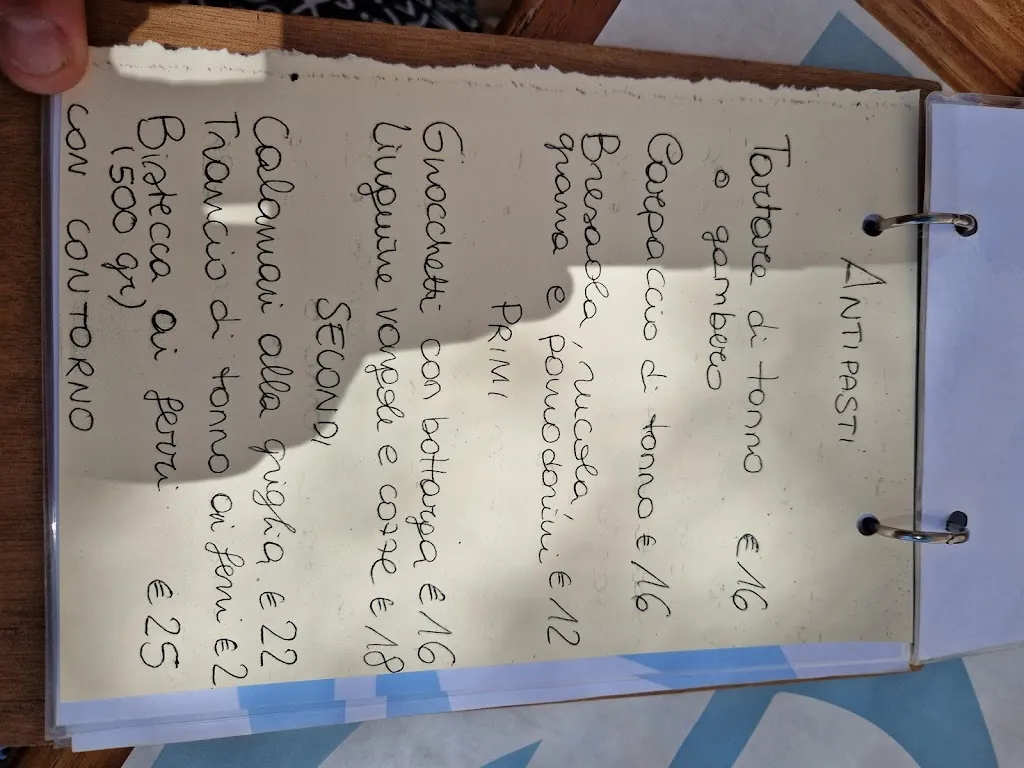 ANTIPASTI
Tartare di tonno € 16
o gambero
Carpaccio di tonno € 16
Bresaola, rucola,
grana e pomodorini € 12
PRIMI
Gnocchetti con bottarga € 16
Linguine vongole e cozze € 18
SECONDI
Calamari alla griglia € 22
Trancio di tonno ai ferri € 2
Bistecca ai ferri € 25
(500 gr)
CON CONTORNO